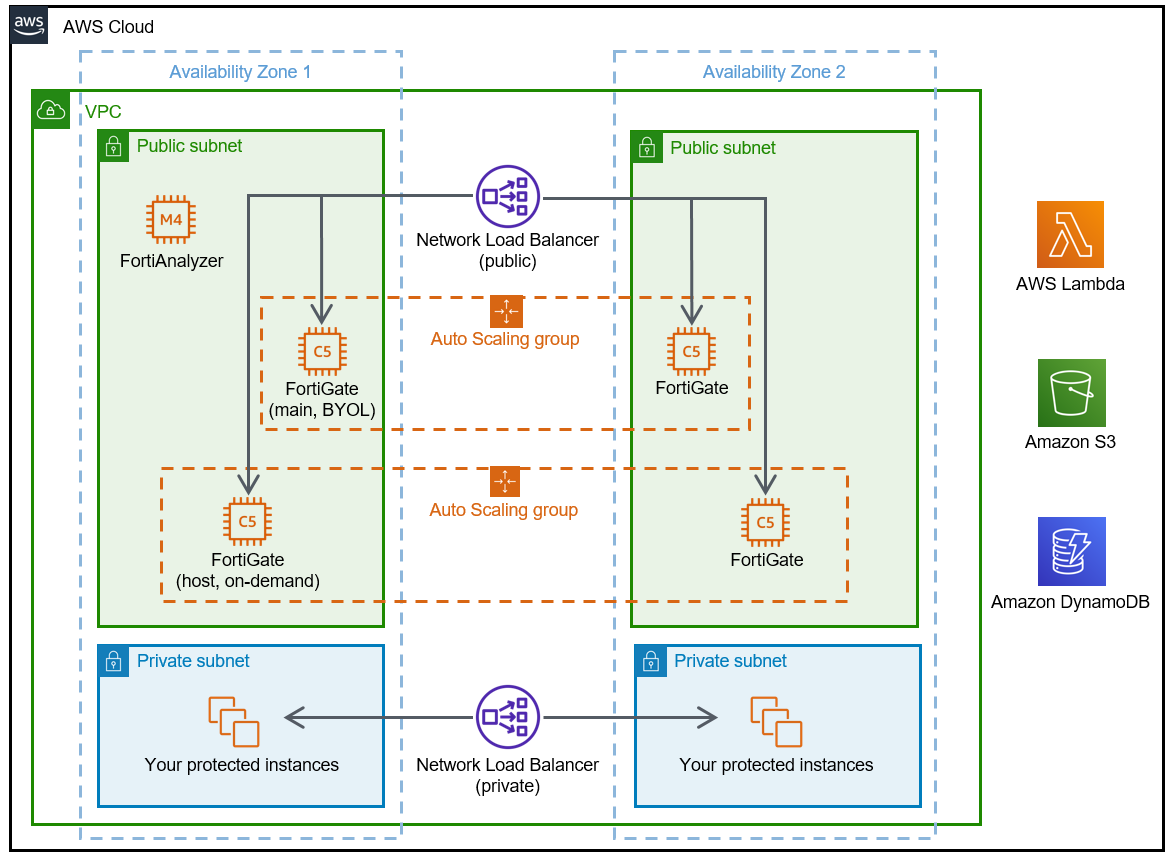 aws
AWS Cloud
Availability Zone 1
Availability Zone 2
VPC
Public subnet
Public subnet
M4
FortiAnalyzer
Network Load Balancer
(public)
AWS Lambda
Auto Scaling group
C5
FortiGate
(main, BYOL)
C5
FortiGate
Amazon S3
Auto Scaling group
C5
FortiGate
(host, on-demand)
C5
FortiGate
Amazon DynamoDB
Private subnet
Private subnet
Your protected instances
Network Load Balancer
(private)
Your protected instances